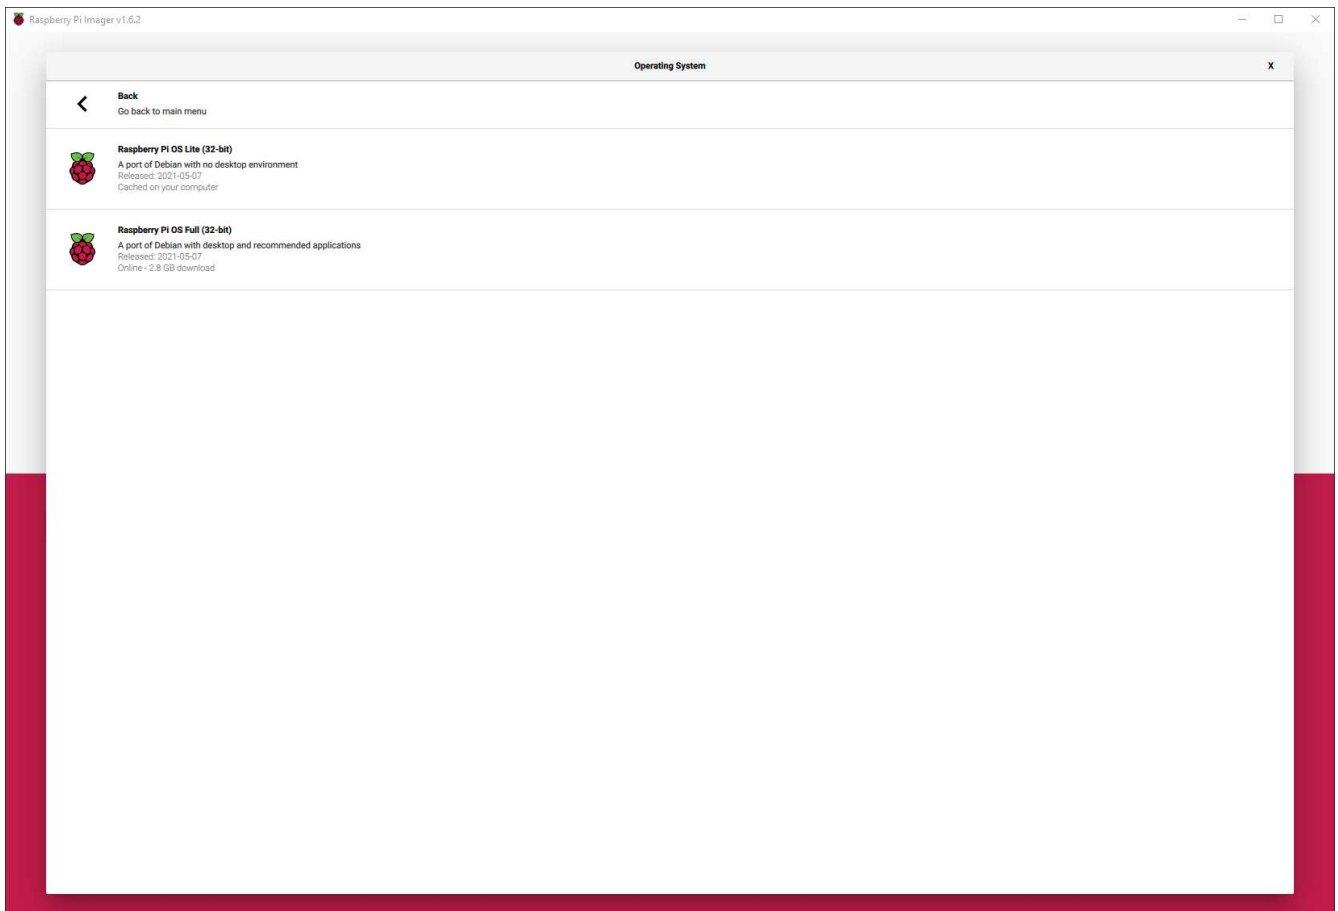 Raspberry Pi Imager v1.6.2
Operating System
X
Back
Go back to main menu
Raspberry Pi OS Lite (32-bit)
A port of Debian with no desktop environment
Released: 2021-05-07
Cached on your computer
Raspberry Pi OS Full (32-bit)
A port of Debian with desktop and recommended applications
Released: 2021-05-07
Online - 2.8 GB download